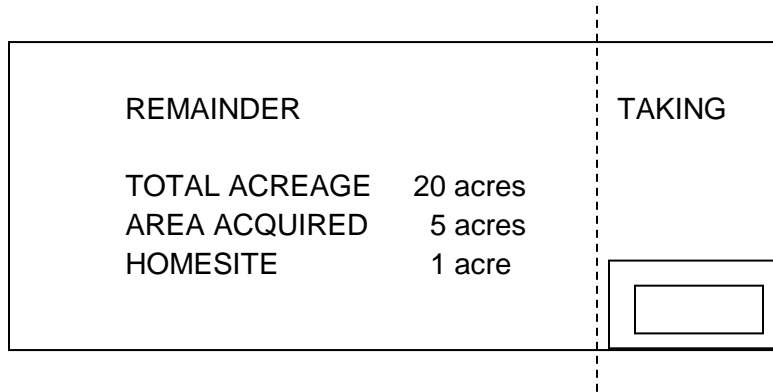 REMAINDER TAKING
TOTAL ACREAGE 20 acres
AREA ACQUIRED 5 acres
HOMESITE 1 acre